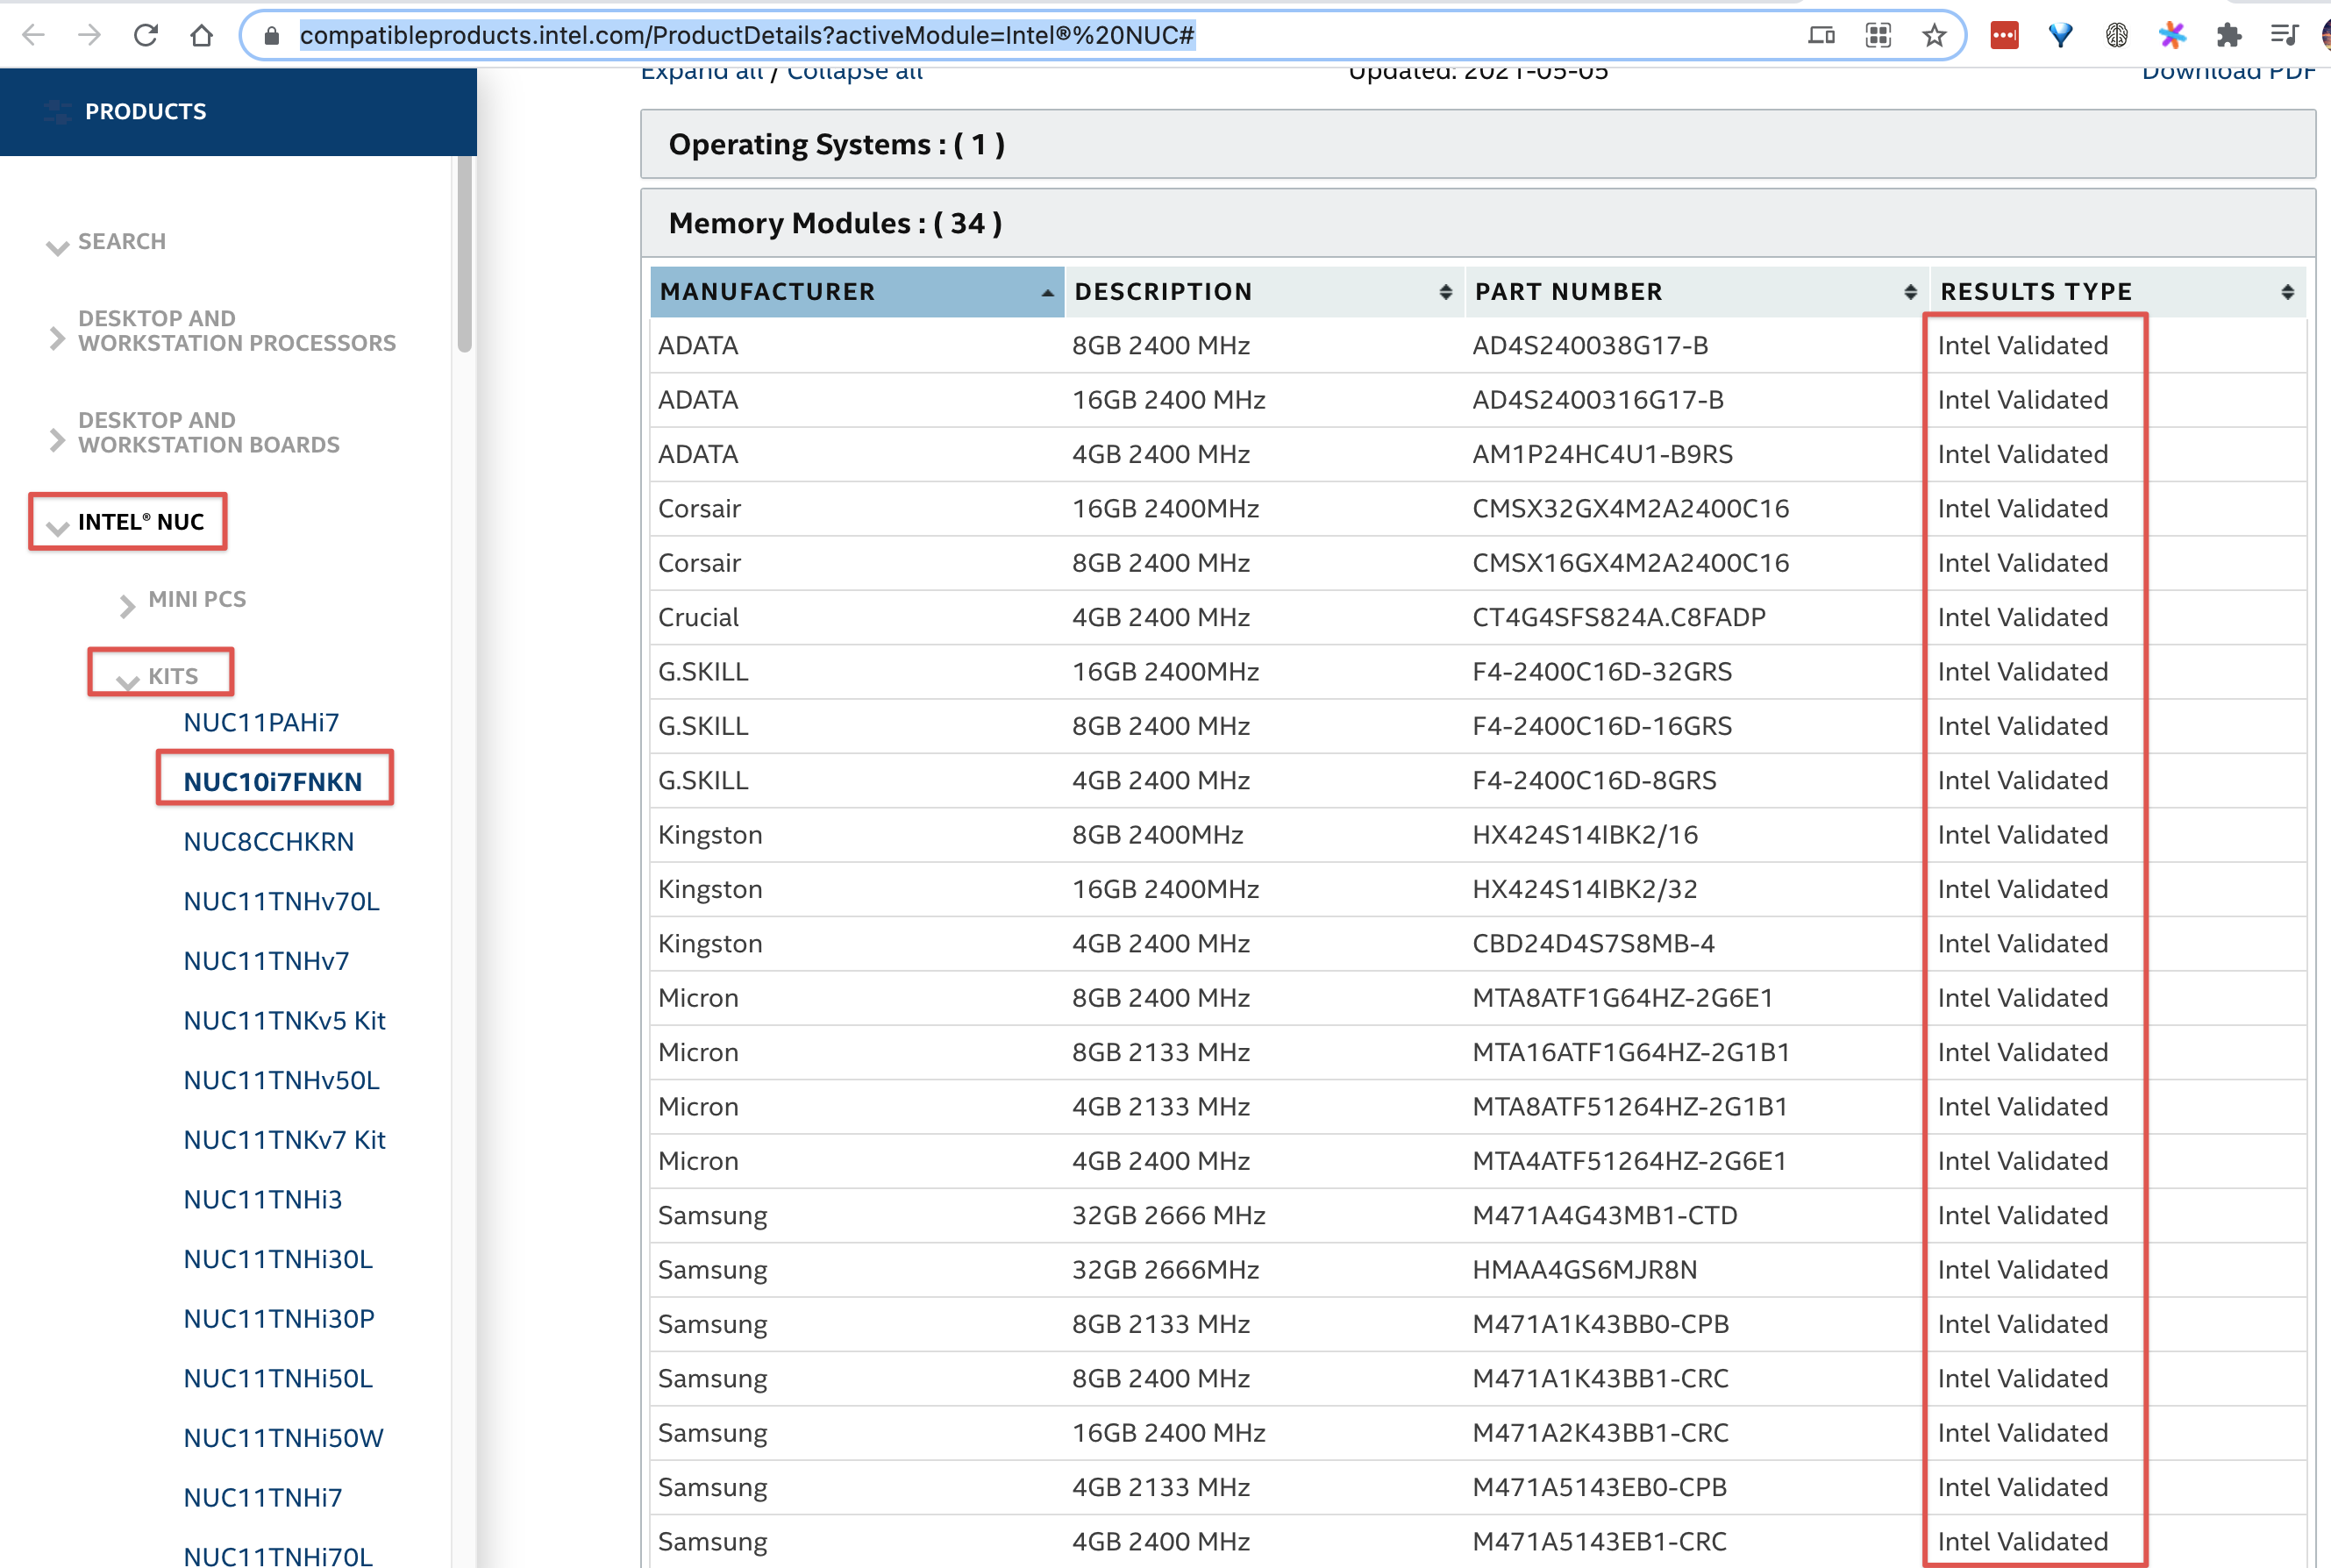 compatibleproducts.intel.com/ProductDetails?activeModule=Intel®%20NUC#
Expand all / Collapse all Updated: 2021-05-05 Download PDF
PRODUCTS
SEARCH
DESKTOP AND
WORKSTATION PROCESSORS
DESKTOP AND
WORKSTATION BOARDS
INTEL® NUC
MINI PCS
KITS
NUC11PAHi7
NUC10i7FNKN
NUC8CCHKRN
NUC11TNHv70L
NUC11TNHv7
NUC11TNKv5 Kit
NUC11TNHv50L
NUC11TNKv7 Kit
NUC11TNHi3
NUC11TNHi30L
NUC11TNHi30P
NUC11TNHi50L
NUC11TNHi50W
NUC11TNHi7
NUC11TNHi70L
Operating Systems : ( 1 )
Memory Modules : ( 34 )
MANUFACTURER DESCRIPTION PART NUMBER RESULTS TYPE
ADATA 8GB 2400 MHz AD4S240038G17-B Intel Validated
ADATA 16GB 2400 MHz AD4S2400316G17-B Intel Validated
ADATA 4GB 2400 MHz AM1P24HC4U1-B9RS Intel Validated
Corsair 16GB 2400MHz CMSX32GX4M2A2400C16 Intel Validated
Corsair 8GB 2400 MHz CMSX16GX4M2A2400C16 Intel Validated
Crucial 4GB 2400 MHz CT4G4SFS824A.C8FADP Intel Validated
G.SKILL 16GB 2400MHz F4-2400C16D-32GRS Intel Validated
G.SKILL 8GB 2400 MHz F4-2400C16D-16GRS Intel Validated
G.SKILL 4GB 2400 MHz F4-2400C16D-8GRS Intel Validated
Kingston 8GB 2400MHz HX424S14IBK2/16 Intel Validated
Kingston 16GB 2400MHz HX424S14IBK2/32 Intel Validated
Kingston 4GB 2400 MHz CBD24D4S7S8MB-4 Intel Validated
Micron 8GB 2400 MHz MTA8ATF1G64HZ-2G6E1 Intel Validated
Micron 8GB 2133 MHz MTA16ATF1G64HZ-2G1B1 Intel Validated
Micron 4GB 2133 MHz MTA8ATF51264HZ-2G1B1 Intel Validated
Micron 4GB 2400 MHz MTA4ATF51264HZ-2G6E1 Intel Validated
Samsung 32GB 2666 MHz M471A4G43MB1-CTD Intel Validated
Samsung 32GB 2666MHz HMAA4GS6MJR8N Intel Validated
Samsung 8GB 2133 MHz M471A1K43BB0-CPB Intel Validated
Samsung 8GB 2400 MHz M471A1K43BB1-CRC Intel Validated
Samsung 16GB 2400 MHz M471A2K43BB1-CRC Intel Validated
Samsung 4GB 2133 MHz M471A5143EB0-CPB Intel Validated
Samsung 4GB 2400 MHz M471A5143EB1-CRC Intel Validated